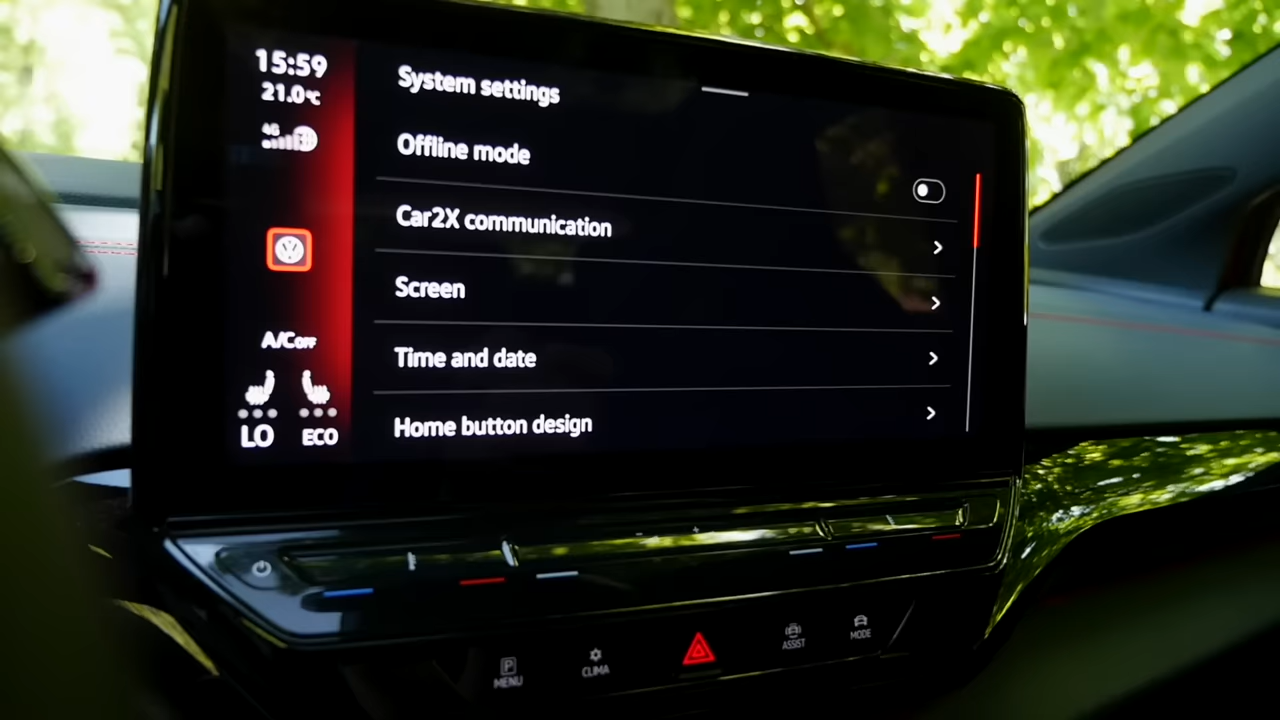 15:59
21.0°C
4G
System settings
Offline mode
Car2X communication
Screen
Time and date
Home button design
A/C OFF
LO
ECO
P
MENU
CLIMA
ASSIST
MODE